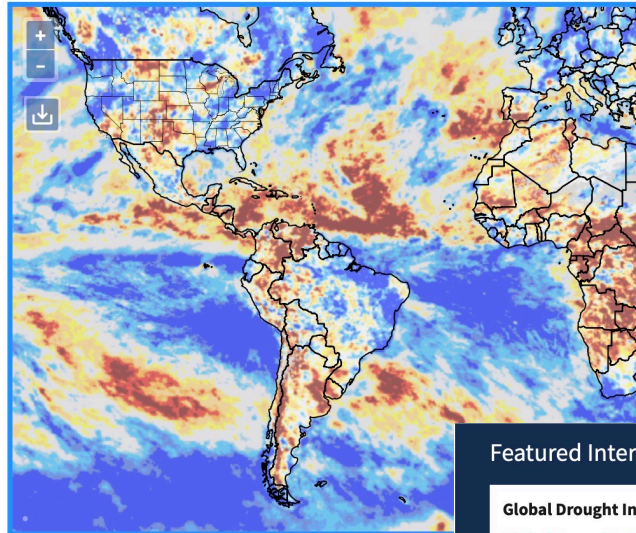 +
−
Featured Inter
Global Drought In